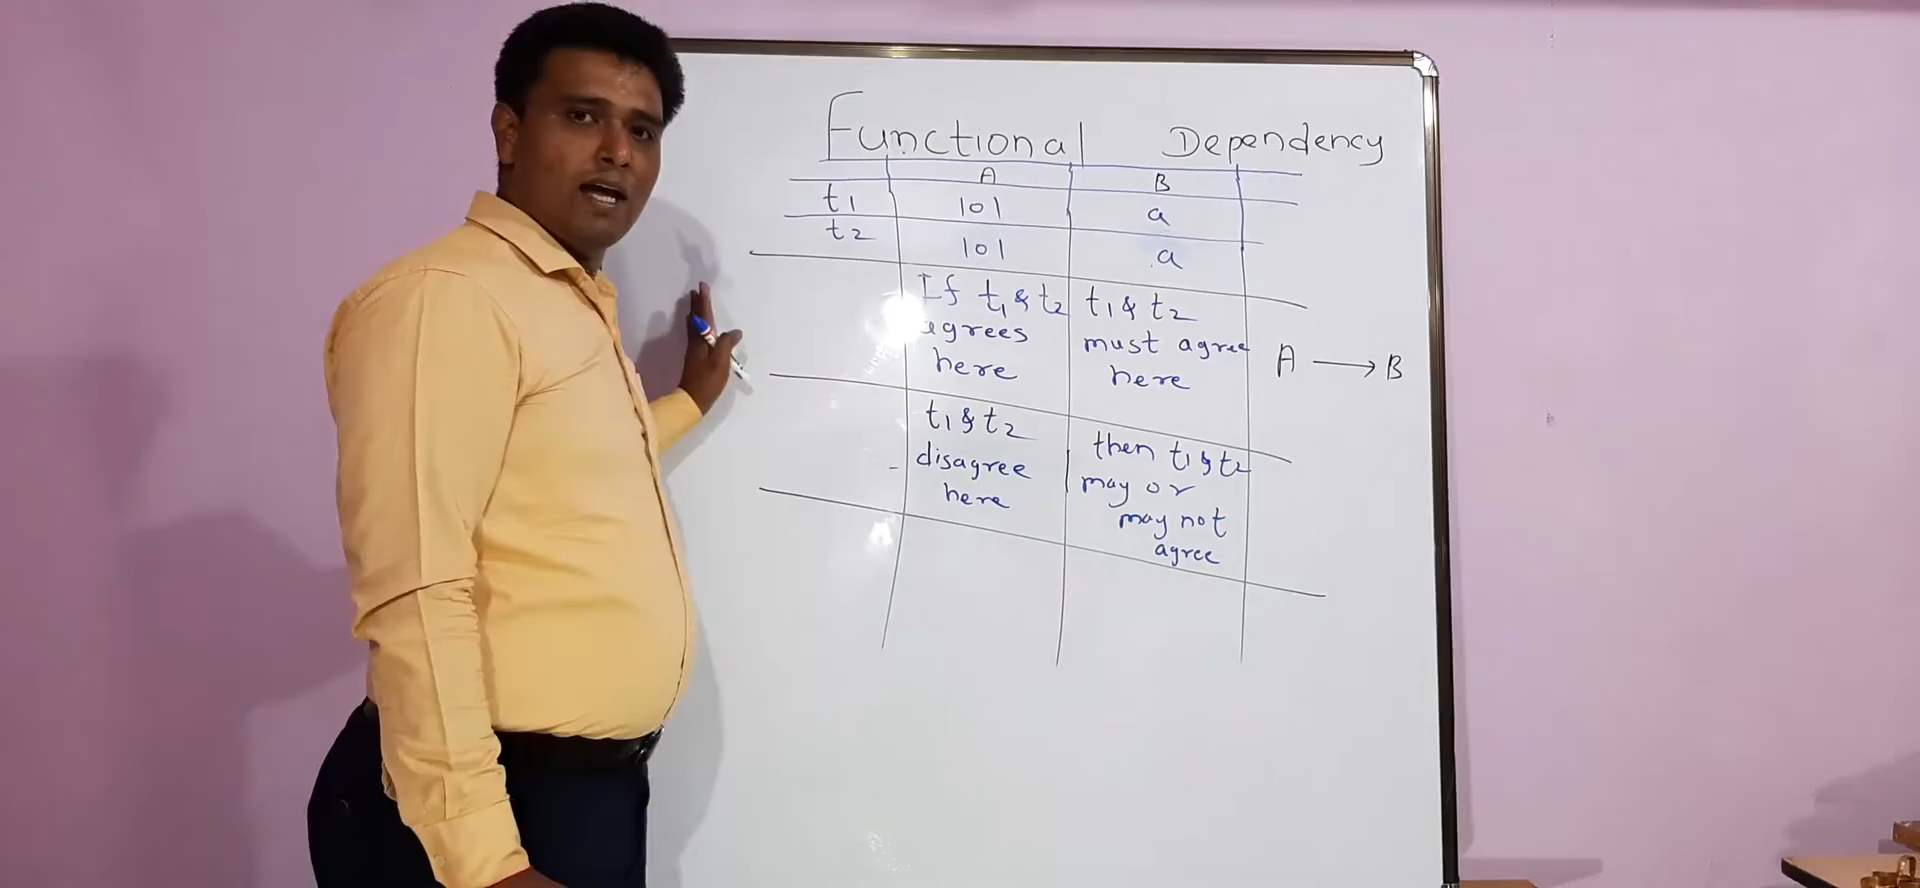 Functional Dependency
A B
t1 101 a
t2 101 a
If t1 & t2
agrees
here
t1 & t2
must agree
here
A → B
t1 & t2
disagree
here
then t1 & t2
may or
may not
agree